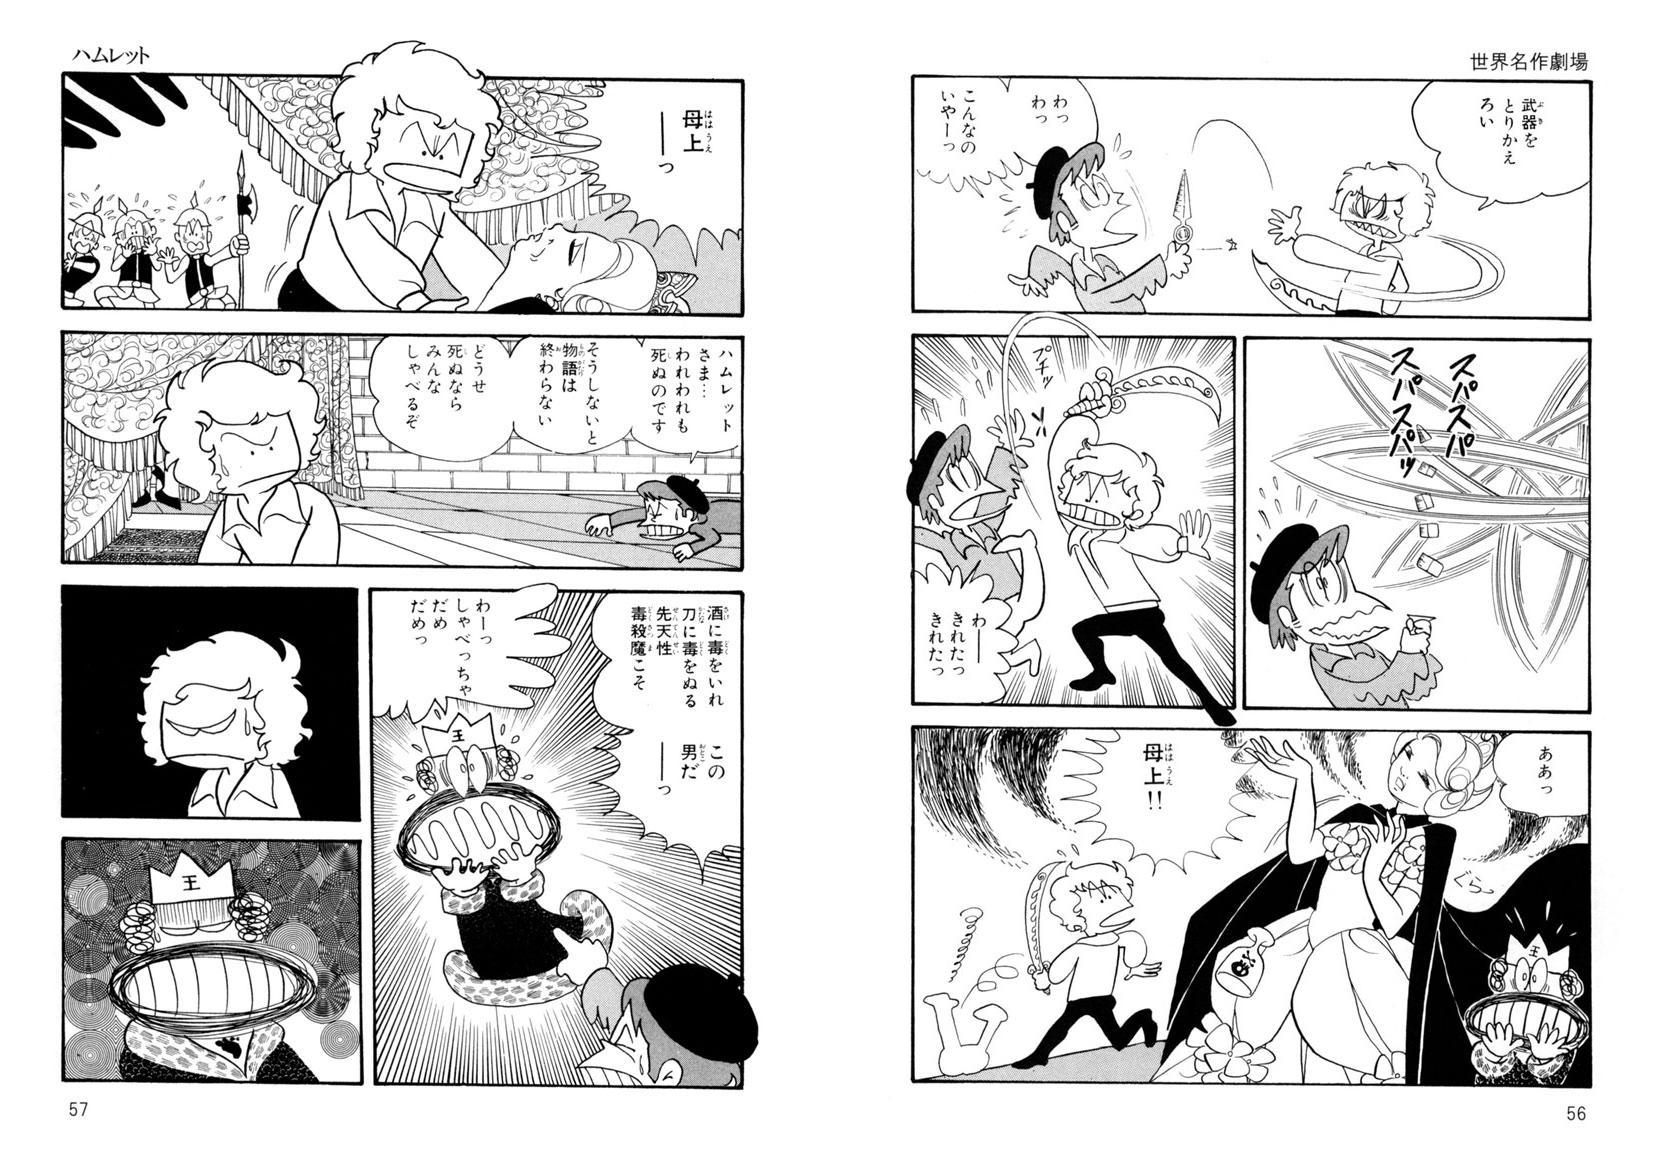 世界名作劇場
武器を
とりかえ
ろい
わっ
わっ
こんなの
いやーっ
スパスパ
スパスパッ
プチッ
わ――
きれたっ
きれたっ
ああっ
ぐらっ
母上!!
56
ハムレット
母上
――っ
ハムレット
さま…
われわれも
死ぬのです
そうしないと
物語は
終わらない
どうせ
死ぬなら
みんな
しゃべるぞ
酒に毒をいれ
刀に毒をぬる
先天性
毒殺魔こそ
この
男だ
――っ
わーっ
しゃべっちゃ
だめ
だめっ
王
王
王
57